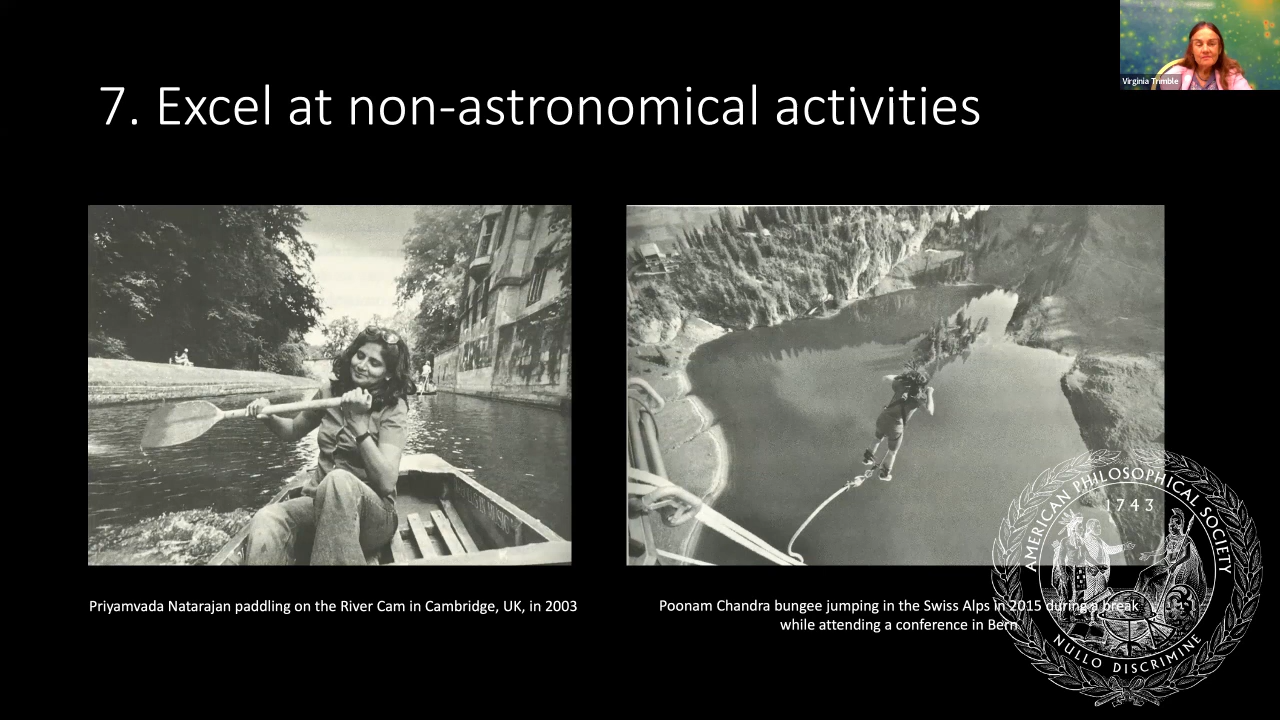 7. Excel at non-astronomical activities
Virginia Trimble
Priyamvada Natarajan paddling on the River Cam in Cambridge, UK, in 2003
Poonam Chandra bungee jumping in the Swiss Alps in 2015 during a break
while attending a conference in Bern
AMERICAN PHILOSOPHICAL SOCIETY
1743
NULLO DISCRIMINE